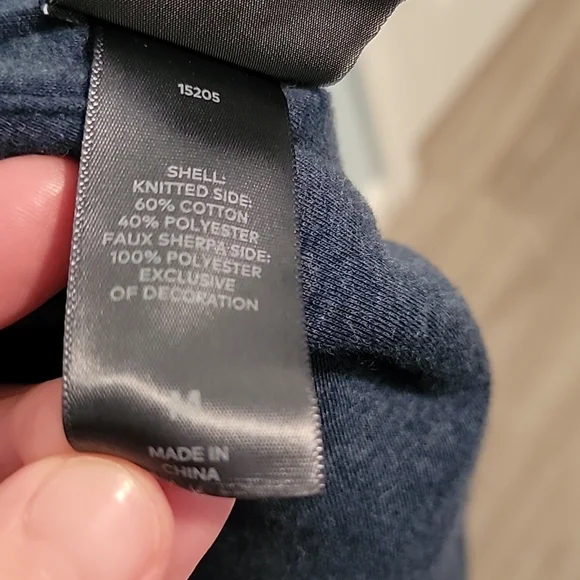 15205
SHELL:
KNITTED SIDE:
60% COTTON
40% POLYESTER
FAUX SHERPA SIDE:
100% POLYESTER
EXCLUSIVE
OF DECORATION
M
MADE IN
CHINA